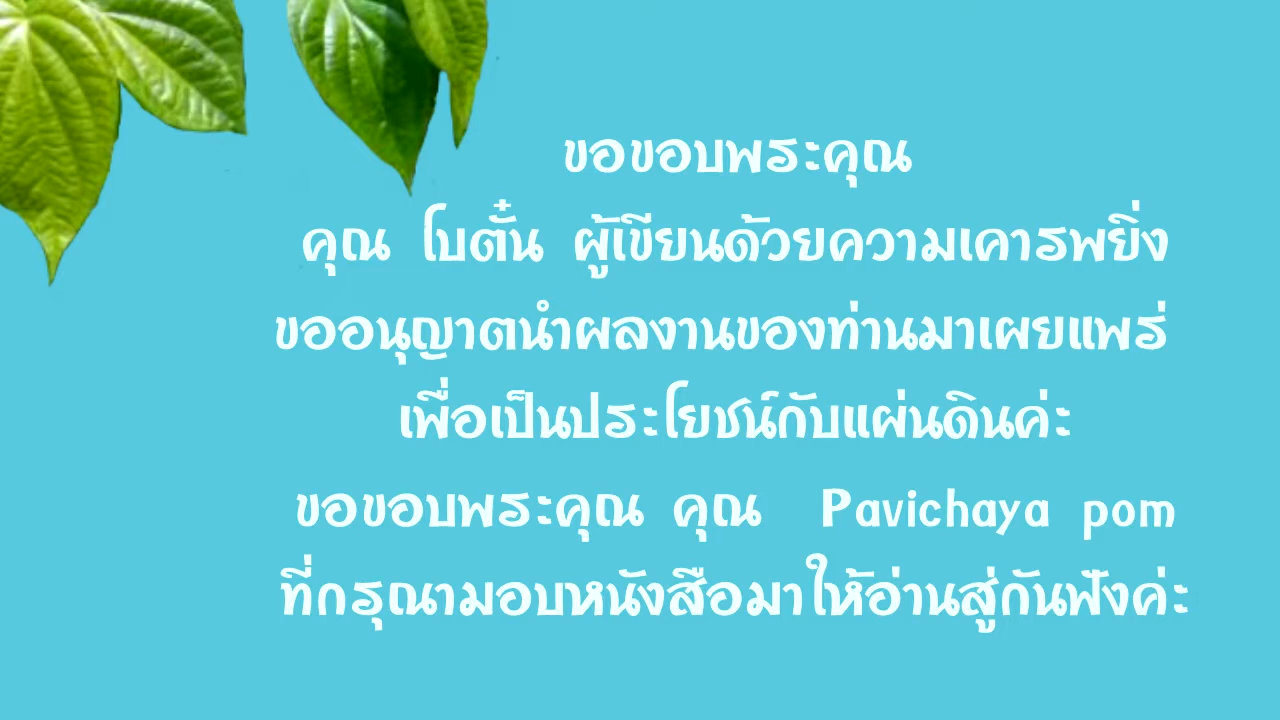 ขอขอบพระคุณ
คุณ โบตั๋น ผู้เขียนด้วยความเคารพยิ่ง
ขออนุญาตนำผลงานของท่านมาเผยแพร่
เพื่อเป็นประโยชน์กับแผ่นดินค่ะ
ขอขอบพระคุณ คุณ Pavichaya pom
ที่กรุณามอบหนังสือมาให้อ่านสู่กันฟังค่ะ